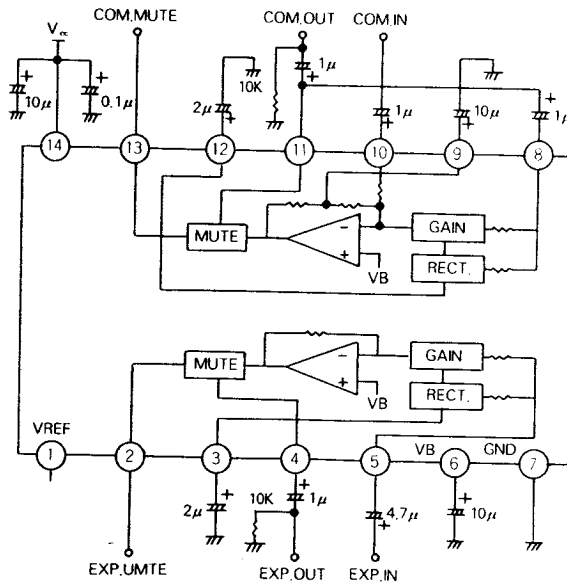 COM.MUTE
COM.OUT
COM.IN
Vcc
+
10μ
+
0.1μ
2μ
+
10K
+
1μ
1μ
+
10μ
+
+
1μ
14
13
12
11
10
9
8
MUTE
−
+
VB
GAIN
RECT.
MUTE
−
+
VB
GAIN
RECT.
VREF
VB
GND
1
2
3
4
5
6
7
2μ
+
10K
+
1μ
+
4.7μ
+
10μ
EXP.UMTE
EXP.OUT
EXP.IN